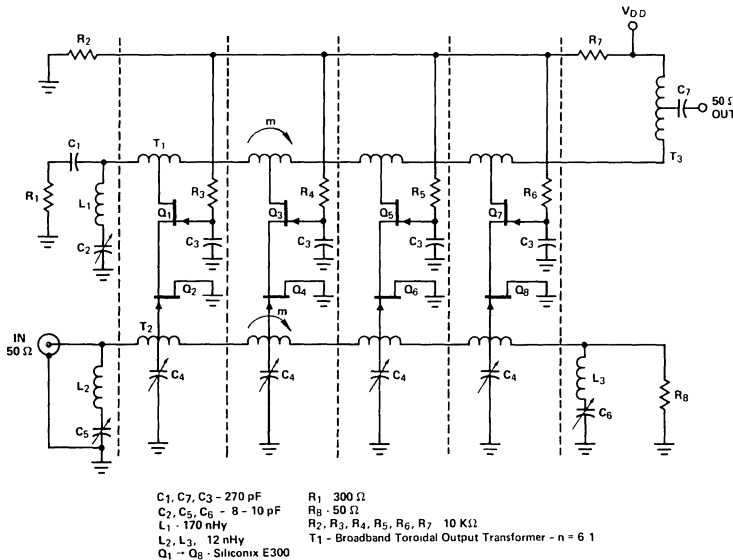 V_DD
R2
R7
C7
50 Ω
OUT
m
C1
T1
T3
R1
L1
R3
R4
R5
R6
Q1
Q3
Q5
Q7
C2
C3
C3
C3
C3
Q2
Q4
Q6
Q8
IN
50 Ω
T2
m
L2
C4
C4
C4
C4
L3
R8
C5
C6
C1, C7, C3 – 270 pF
C2, C5, C6 - 8 – 10 pF
L1 - 170 nHy
L2, L3, 12 nHy
Q1 → Q8 - Siliconix E300
R1 300 Ω
R8 - 50 Ω
R2, R3, R4, R5, R6, R7 10 KΩ
T1 - Broadband Toroidal Output Transformer - n = 6 1